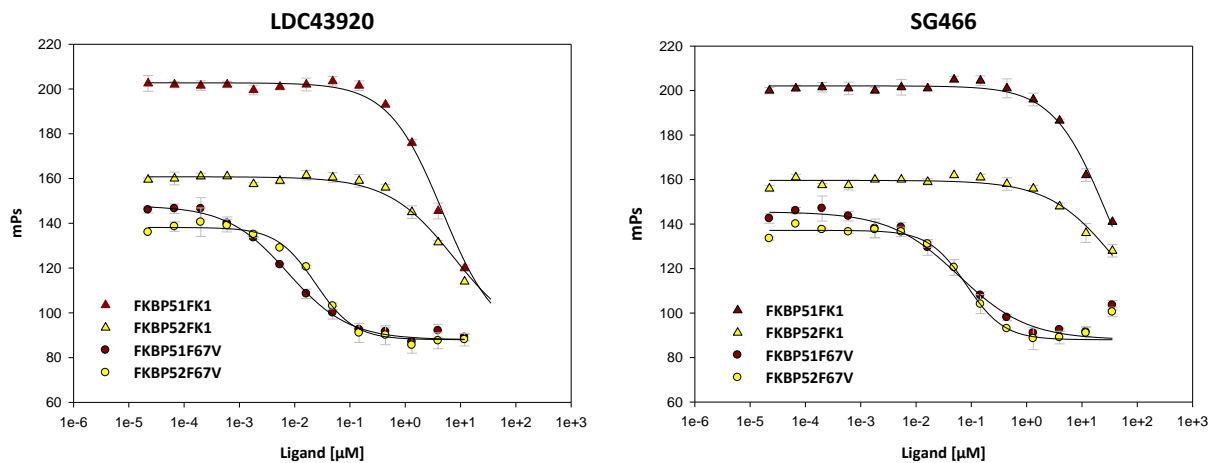 LDC43920
220
200
180
160
140
120
100
80
60
mPs
FKBP51FK1
FKBP52FK1
FKBP51F67V
FKBP52F67V
1e-6 1e-5 1e-4 1e-3 1e-2 1e-1 1e+0 1e+1 1e+2 1e+3
Ligand [µM]
SG466
220
200
180
160
140
120
100
80
60
mPs
FKBP51FK1
FKBP52FK1
FKBP51F67V
FKBP52F67V
1e-6 1e-5 1e-4 1e-3 1e-2 1e-1 1e+0 1e+1 1e+2 1e+3
Ligand [µM]